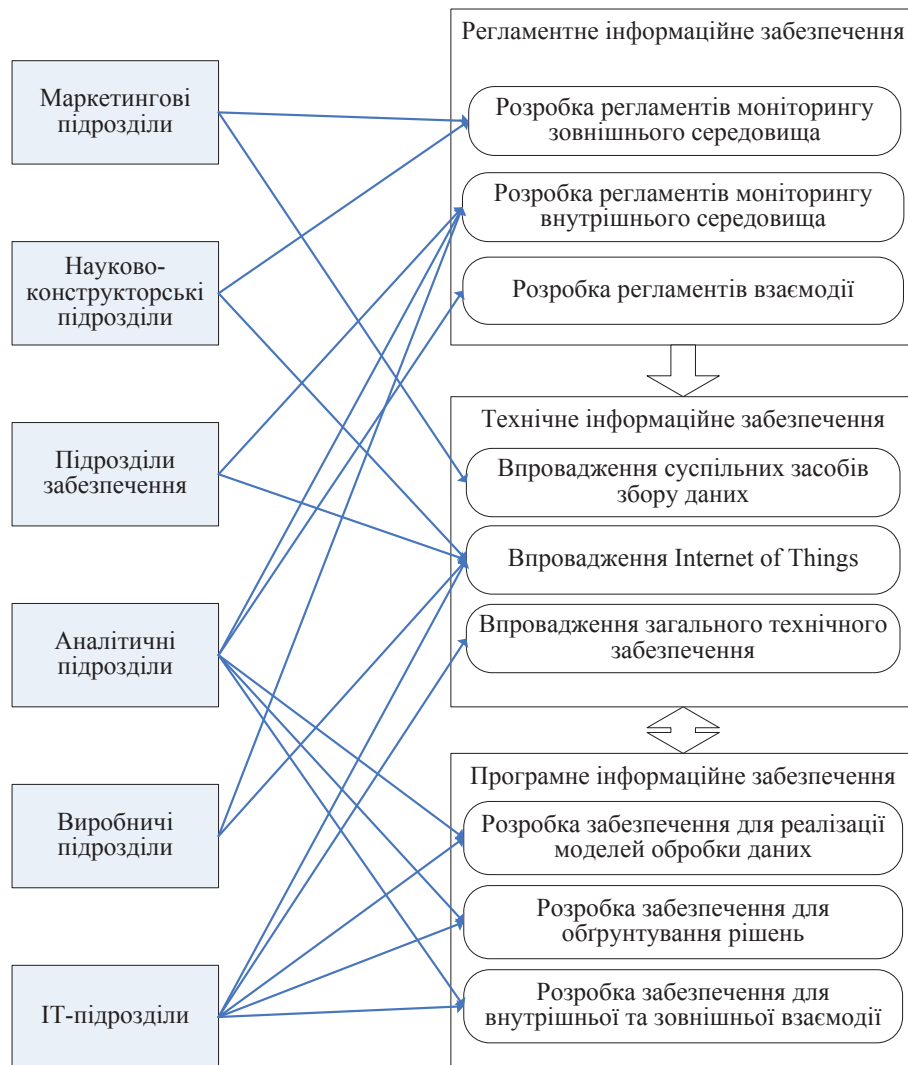 Маркетингові
підрозділи
Науково-
конструкторські
підрозділи
Підрозділи
забезпечення
Аналітичні
підрозділи
Виробничі
підрозділи
ІТ-підрозділи
Регламентне інформаційне забезпечення
Розробка регламентів моніторингу
зовнішнього середовища
Розробка регламентів моніторингу
внутрішнього середовища
Розробка регламентів взаємодії
Технічне інформаційне забезпечення
Впровадження суспільних засобів
збору даних
Впровадження Internet of Things
Впровадження загального технічного
забезпечення
Програмне інформаційне забезпечення
Розробка забезпечення для реалізації
моделей обробки даних
Розробка забезпечення для
обґрунтування рішень
Розробка забезпечення для
внутрішньої та зовнішньої взаємодії